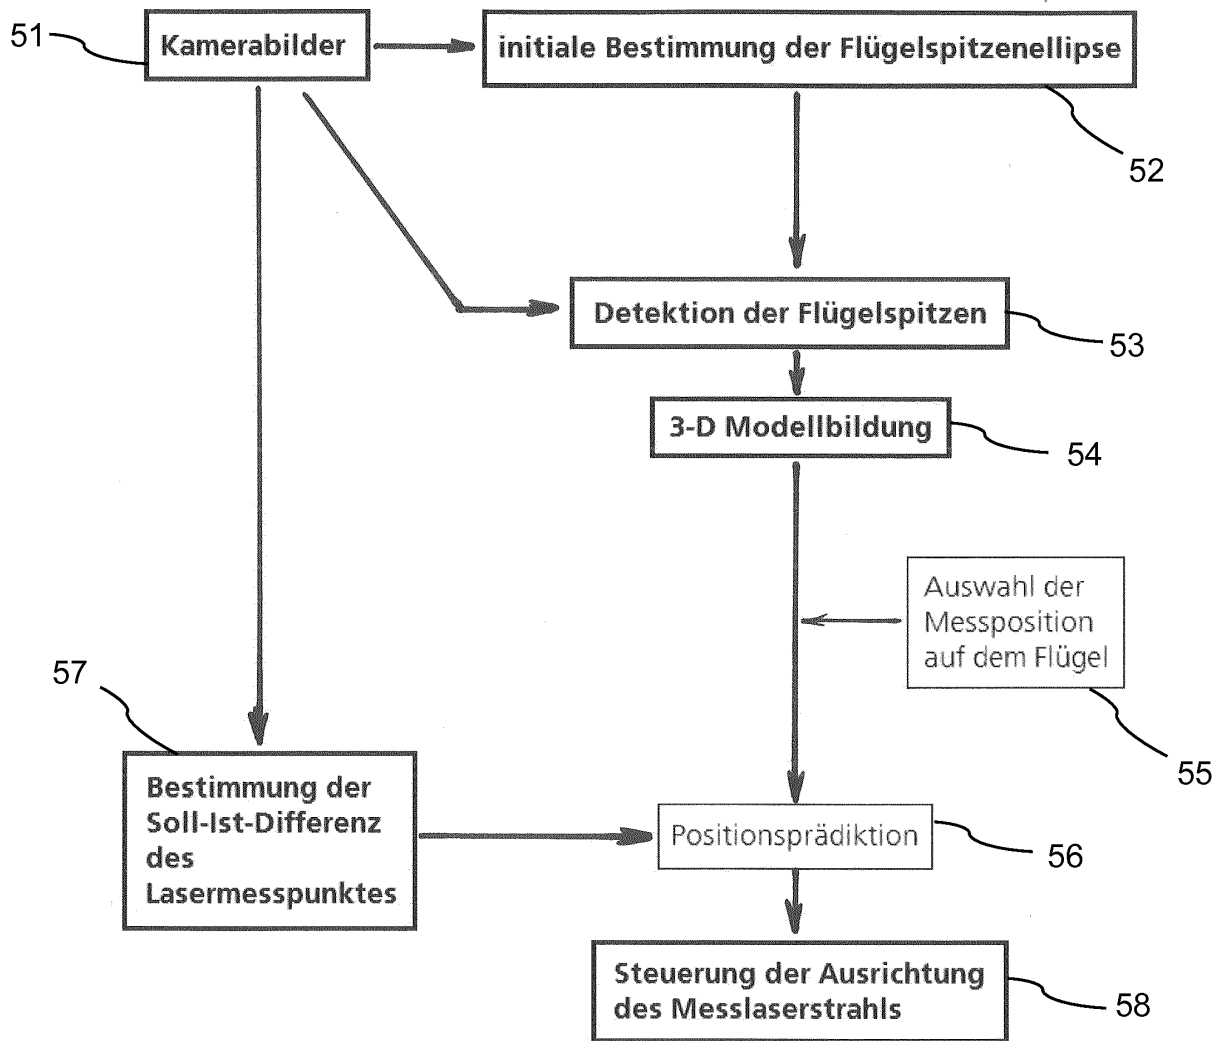 51
Kamerabilder
initiale Bestimmung der Flügelspitzenellipse
52
Detektion der Flügelspitzen
53
3-D Modellbildung
54
Auswahl der
Messposition
auf dem Flügel
55
57
Bestimmung der
Soll-Ist-Differenz
des
Lasermesspunktes
Positionsprädiktion
56
Steuerung der Ausrichtung
des Messlaserstrahls
58